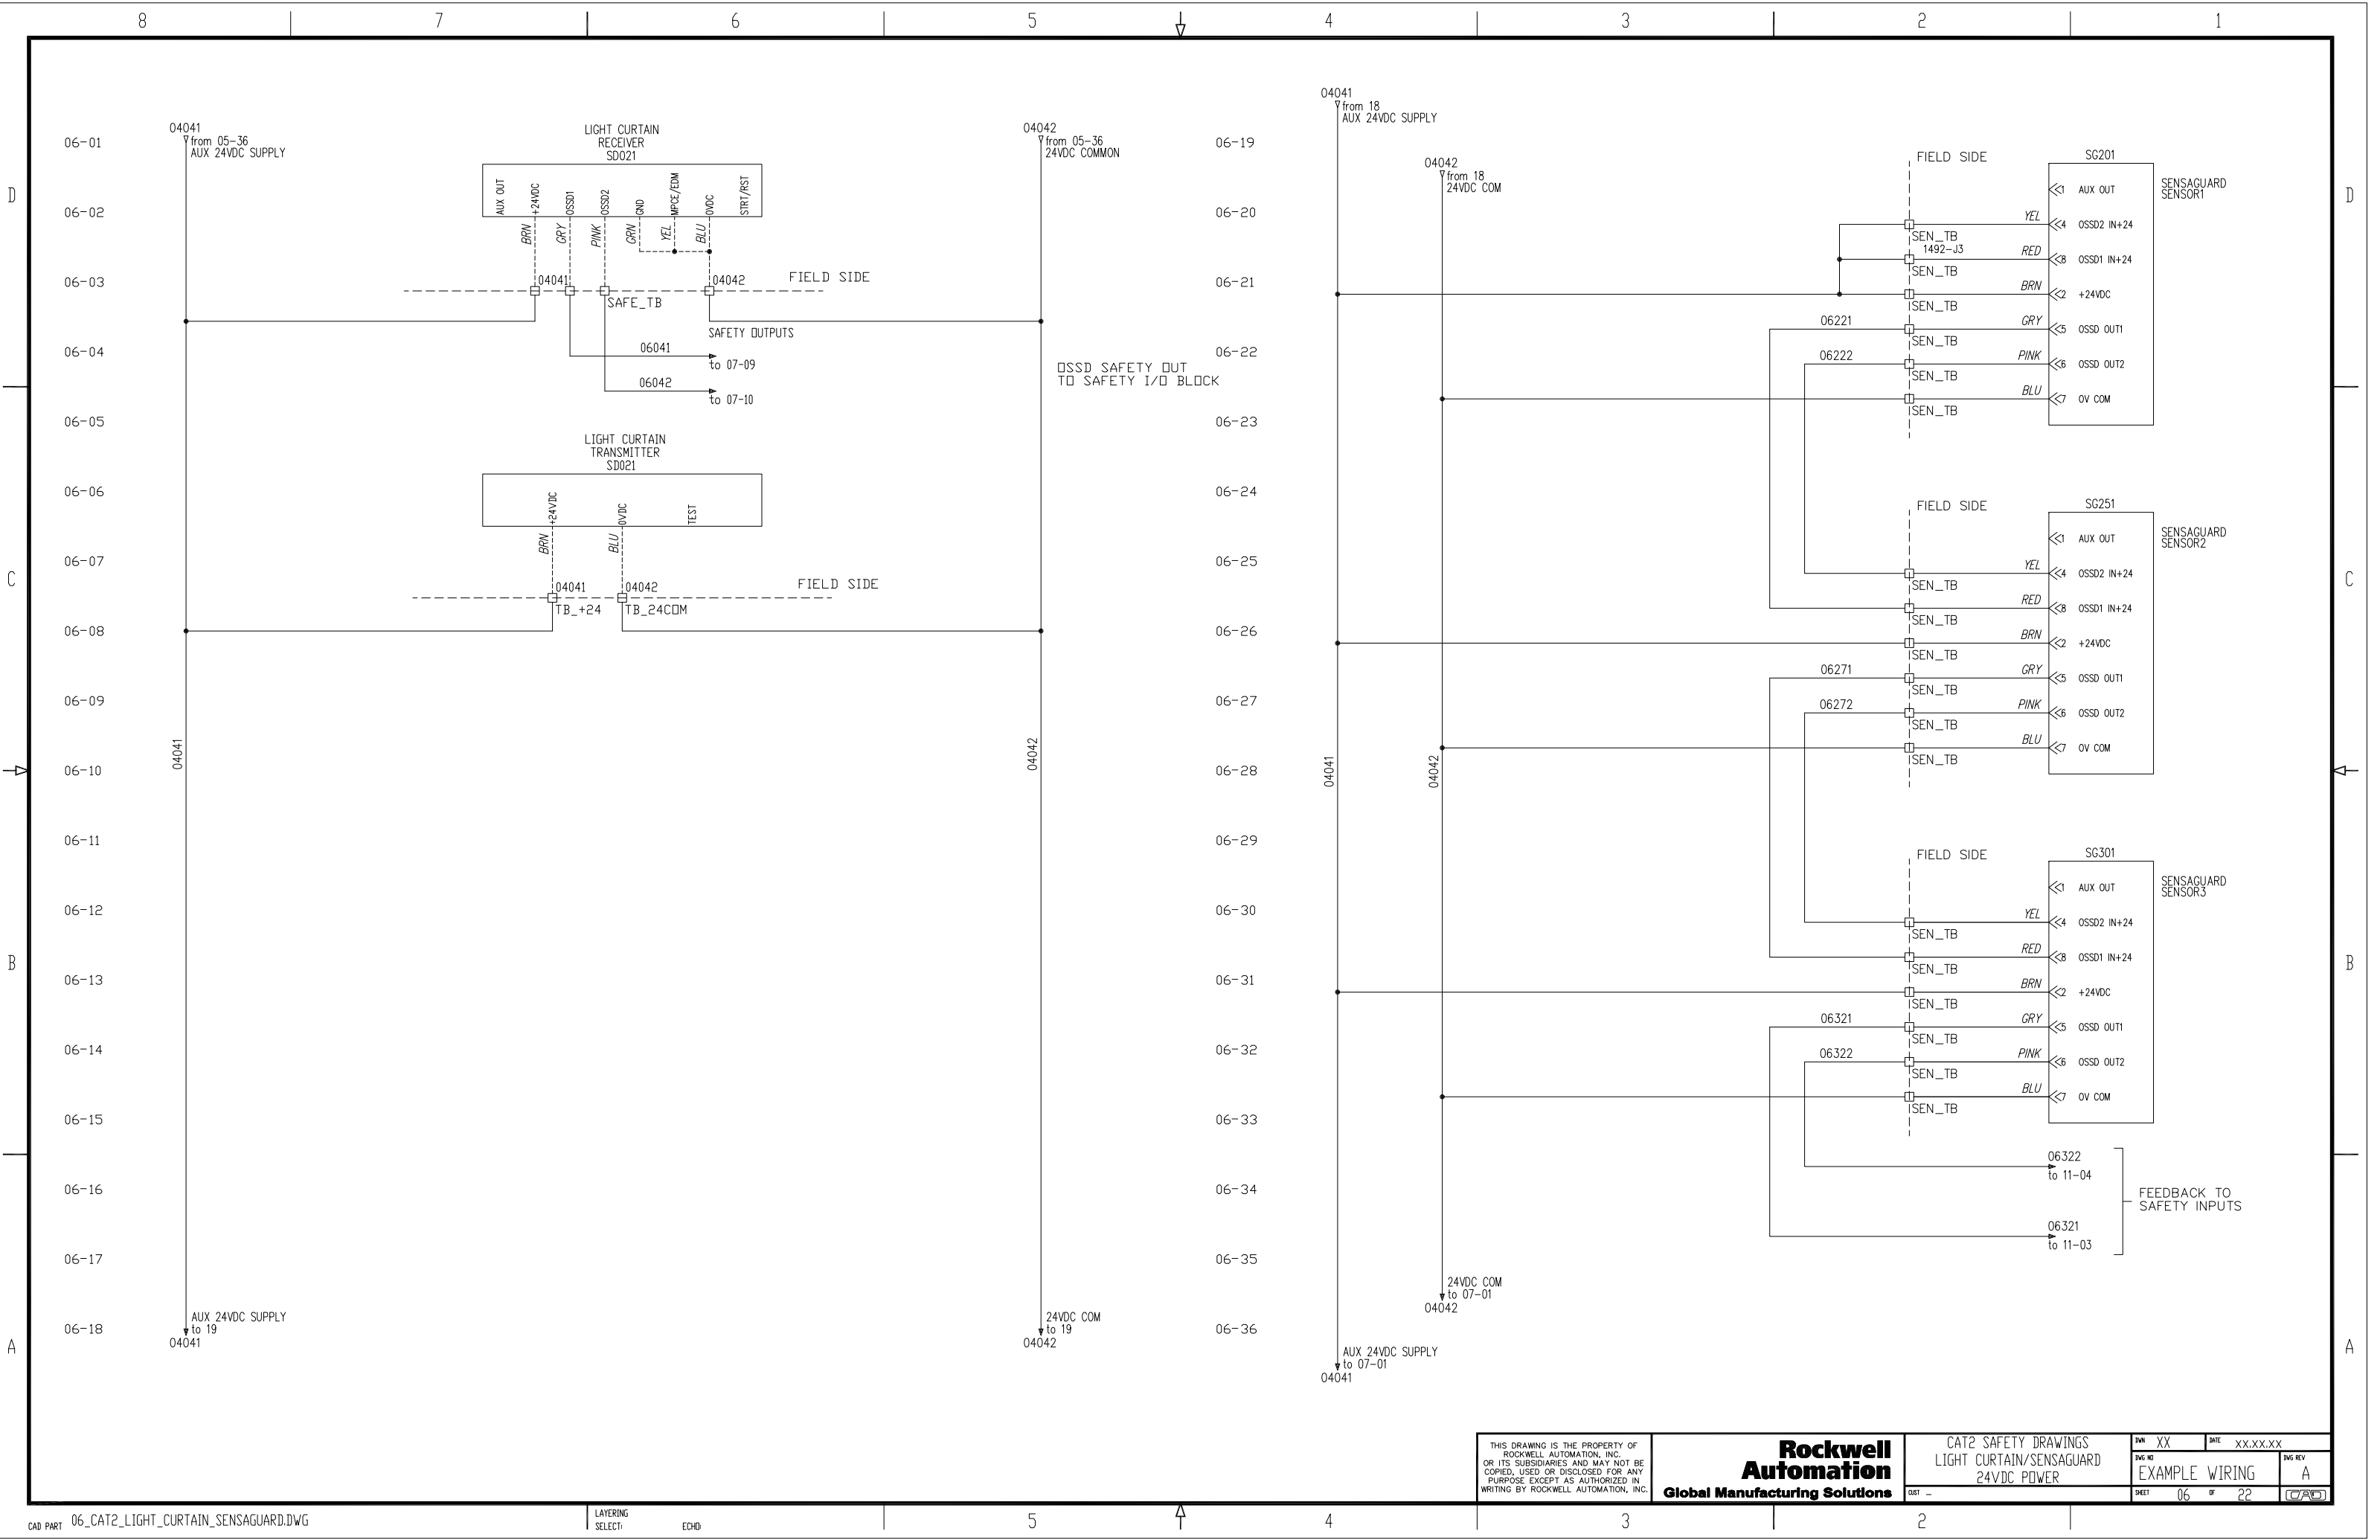 8 7 6 5 4 3 2 1
D
C
B
A
06-01
06-02
06-03
06-04
06-05
06-06
06-07
06-08
06-09
06-10
06-11
06-12
06-13
06-14
06-15
06-16
06-17
06-18
04041
from 05-36
AUX 24VDC SUPPLY
LIGHT CURTAIN
RECEIVER
SD021
AUX OUT
+24VDC
OSSD1
OSSD2
GND
MPCE/EDM
0VDC
STRT/RST
BRN
GRY
PINK
GRN
YEL
BLU
04041
04042
FIELD SIDE
SAFE_TB
SAFETY OUTPUTS
06041
to 07-09
06042
to 07-10
04042
from 05-36
24VDC COMMON
OSSD SAFETY OUT
TO SAFETY I/O BLOCK
LIGHT CURTAIN
TRANSMITTER
SD021
+24VDC
0VDC
TEST
BRN
BLU
04041
04042
FIELD SIDE
TB_+24
TB_24COM
04041
04042
AUX 24VDC SUPPLY
to 19
04041
24VDC COM
to 19
04042
06-19
06-20
06-21
06-22
06-23
06-24
06-25
06-26
06-27
06-28
06-29
06-30
06-31
06-32
06-33
06-34
06-35
06-36
04041
from 18
AUX 24VDC SUPPLY
04042
from 18
24VDC COM
04041
04042
FIELD SIDE
SG201
SENSAGUARD
SENSOR1
1 AUX OUT
YEL 4 OSSD2 IN+24
SEN_TB
1492-J3
RED 8 OSSD1 IN+24
SEN_TB
BRN 2 +24VDC
SEN_TB
06221 GRY 5 OSSD OUT1
SEN_TB
06222 PINK 6 OSSD OUT2
SEN_TB
BLU 7 0V COM
SEN_TB
FIELD SIDE
SG251
SENSAGUARD
SENSOR2
1 AUX OUT
YEL 4 OSSD2 IN+24
SEN_TB
RED 8 OSSD1 IN+24
SEN_TB
BRN 2 +24VDC
SEN_TB
06271 GRY 5 OSSD OUT1
SEN_TB
06272 PINK 6 OSSD OUT2
SEN_TB
BLU 7 0V COM
SEN_TB
FIELD SIDE
SG301
SENSAGUARD
SENSOR3
1 AUX OUT
YEL 4 OSSD2 IN+24
SEN_TB
RED 8 OSSD1 IN+24
SEN_TB
BRN 2 +24VDC
SEN_TB
06321 GRY 5 OSSD OUT1
SEN_TB
06322 PINK 6 OSSD OUT2
SEN_TB
BLU 7 0V COM
SEN_TB
06322
to 11-04
06321
to 11-03
FEEDBACK TO
SAFETY INPUTS
24VDC COM
to 07-01
04042
AUX 24VDC SUPPLY
to 07-01
04041
D
C
B
A
THIS DRAWING IS THE PROPERTY OF
ROCKWELL AUTOMATION, INC.
OR ITS SUBSIDIARIES AND MAY NOT BE
COPIED, USED OR DISCLOSED FOR ANY
PURPOSE EXCEPT AS AUTHORIZED IN
WRITING BY ROCKWELL AUTOMATION, INC.
Rockwell
Automation
Global Manufacturing Solutions
CAT2 SAFETY DRAWINGS
LIGHT CURTAIN/SENSAGUARD
24VDC POWER
CUST -
DWN XX
DATE XX.XX.XX
DWG NO
EXAMPLE WIRING
DWG REV
A
SHEET 06 OF 22
CAD
CAD PART 06_CAT2_LIGHT_CURTAIN_SENSAGUARD.DWG
LAYERING
SELECT: ECHO:
5 4 3 2